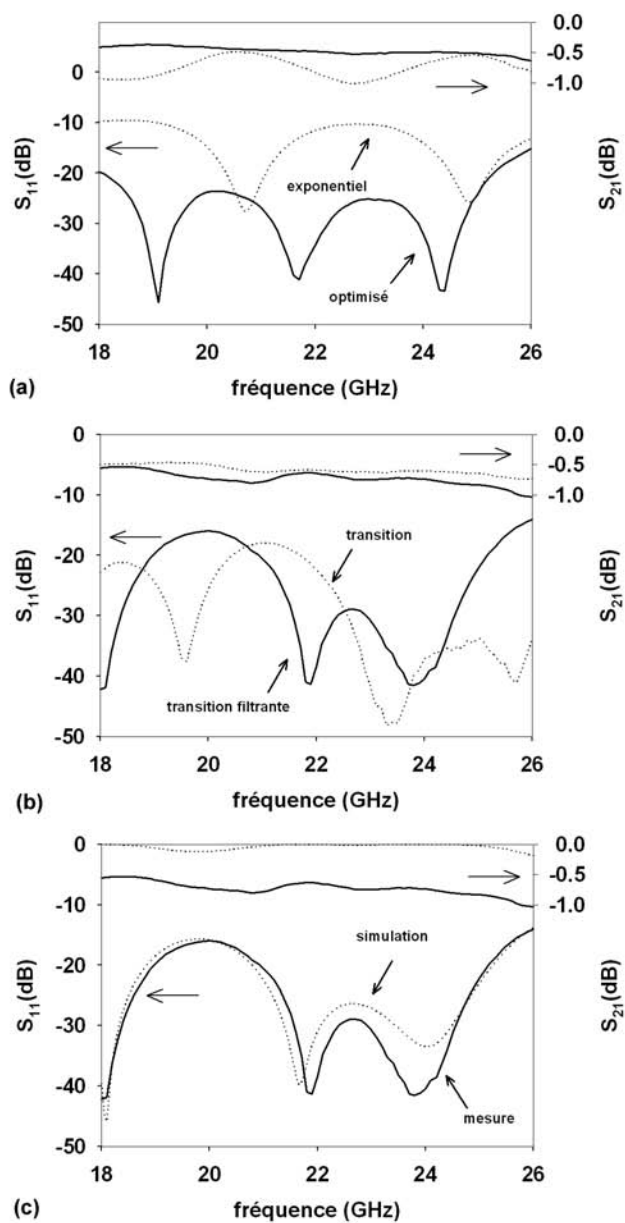 0.0
-0.5
-1.0
0
-10
-20
-30
-40
-50
S11(dB)
S21(dB)
exponentiel
optimisé
18 20 22 24 26
(a)
fréquence (GHz)
0
-10
-20
-30
-40
-50
0.0
-0.5
-1.0
S11(dB)
S21(dB)
transition
transition filtrante
18 20 22 24 26
(b)
fréquence (GHz)
0
-10
-20
-30
-40
-50
0.0
-0.5
-1.0
S11(dB)
S21(dB)
simulation
mesure
18 20 22 24 26
(c)
fréquence (GHz)